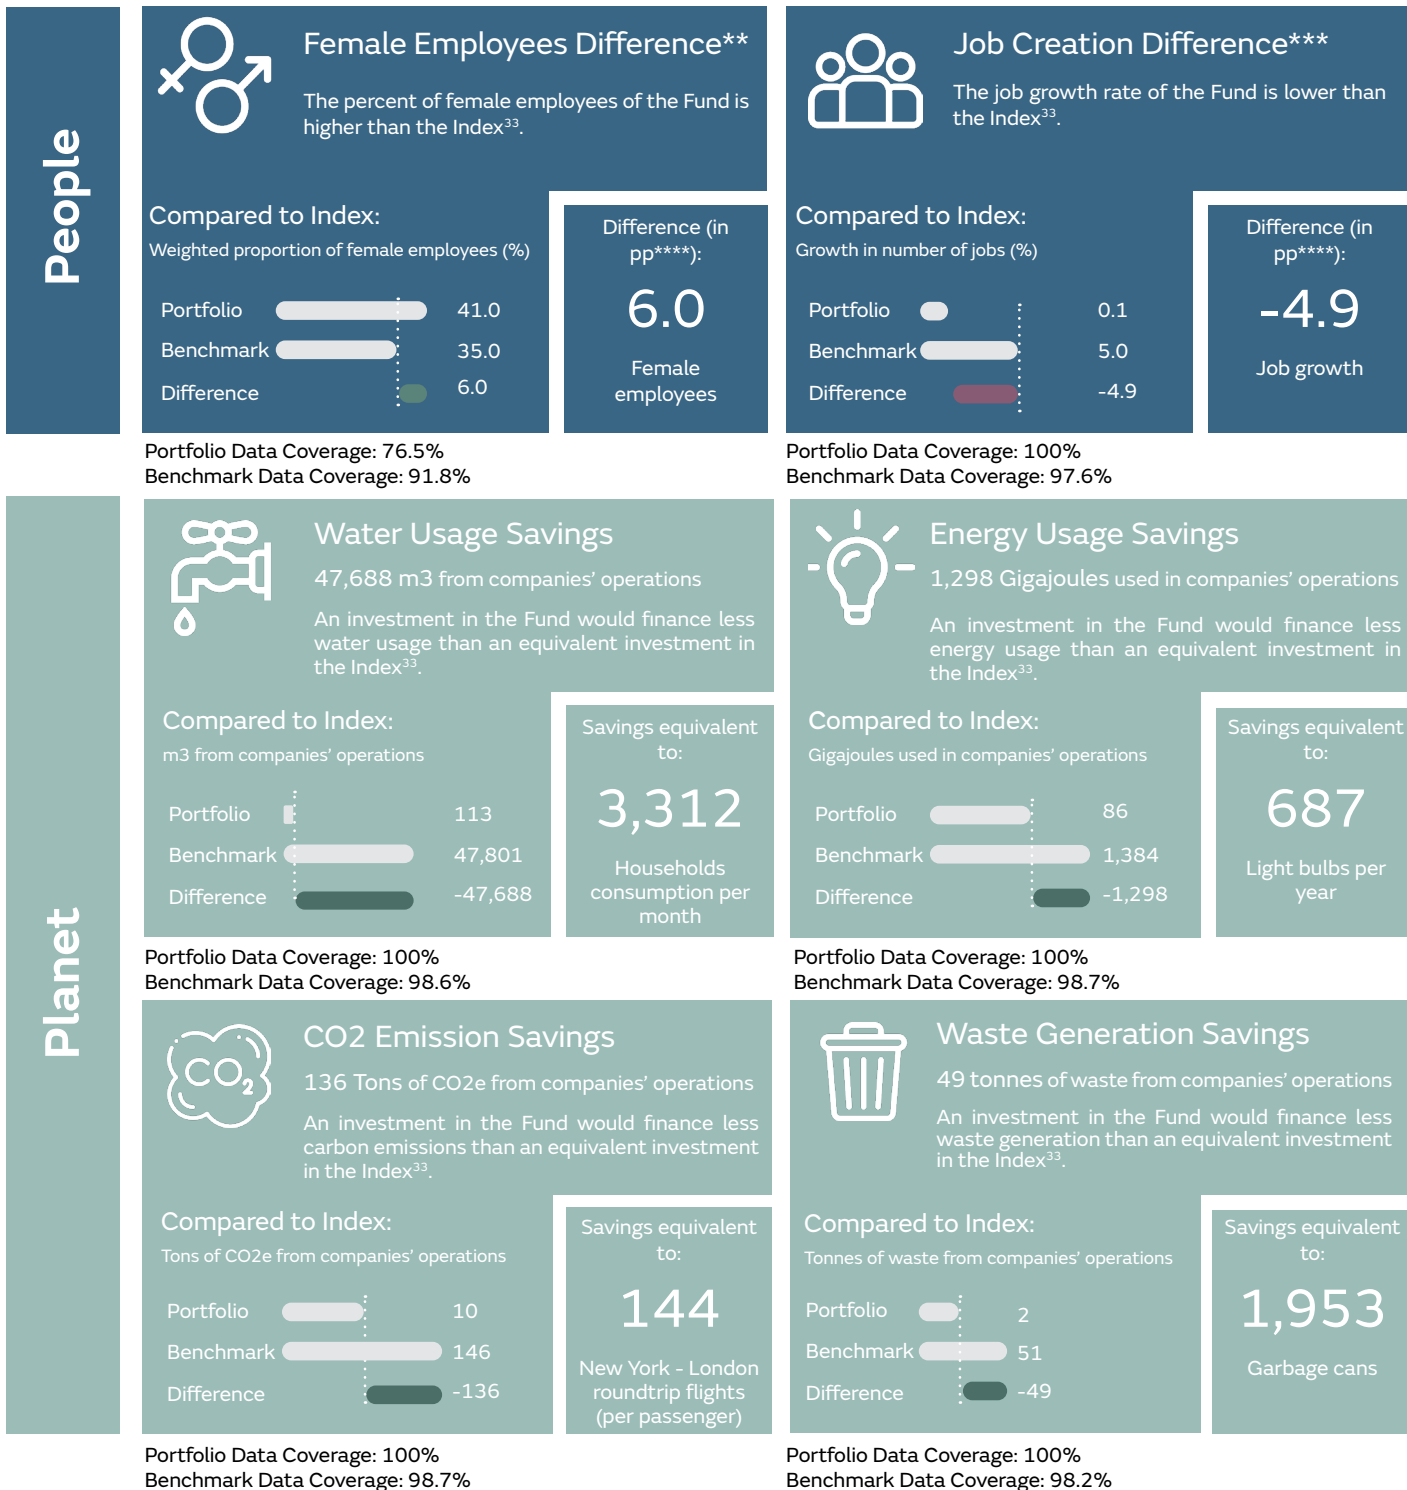 People
Female Employees Difference**
The percent of female employees of the Fund is
higher than the Index33.
Compared to Index:
Weighted proportion of female employees (%)
Portfolio 41.0
Benchmark 35.0
Difference 6.0
Difference (in
pp****):
6.0
Female
employees
Portfolio Data Coverage: 76.5%
Benchmark Data Coverage: 91.8%
Job Creation Difference***
The job growth rate of the Fund is lower than
the Index33.
Compared to Index:
Growth in number of jobs (%)
Portfolio 0.1
Benchmark 5.0
Difference -4.9
Difference (in
pp****):
-4.9
Job growth
Portfolio Data Coverage: 100%
Benchmark Data Coverage: 97.6%
Planet
Water Usage Savings
47,688 m3 from companies' operations
An investment in the Fund would finance less
water usage than an equivalent investment in
the Index33.
Compared to Index:
m3 from companies' operations
Portfolio 113
Benchmark 47,801
Difference -47,688
Savings equivalent
to:
3,312
Households
consumption per
month
Portfolio Data Coverage: 100%
Benchmark Data Coverage: 98.6%
Energy Usage Savings
1,298 Gigajoules used in companies' operations
An investment in the Fund would finance less
energy usage than an equivalent investment in
the Index33.
Compared to Index:
Gigajoules used in companies' operations
Portfolio 86
Benchmark 1,384
Difference -1,298
Savings equivalent
to:
687
Light bulbs per
year
Portfolio Data Coverage: 100%
Benchmark Data Coverage: 98.7%
CO2
CO2 Emission Savings
136 Tons of CO2e from companies' operations
An investment in the Fund would finance less
carbon emissions than an equivalent investment
in the Index33.
Compared to Index:
Tons of CO2e from companies' operations
Portfolio 10
Benchmark 146
Difference -136
Savings equivalent
to:
144
New York - London
roundtrip flights
(per passenger)
Portfolio Data Coverage: 100%
Benchmark Data Coverage: 98.7%
Waste Generation Savings
49 tonnes of waste from companies' operations
An investment in the Fund would finance less
waste generation than an equivalent investment
in the Index33.
Compared to Index:
Tonnes of waste from companies' operations
Portfolio 2
Benchmark 51
Difference -49
Savings equivalent
to:
1,953
Garbage cans
Portfolio Data Coverage: 100%
Benchmark Data Coverage: 98.2%